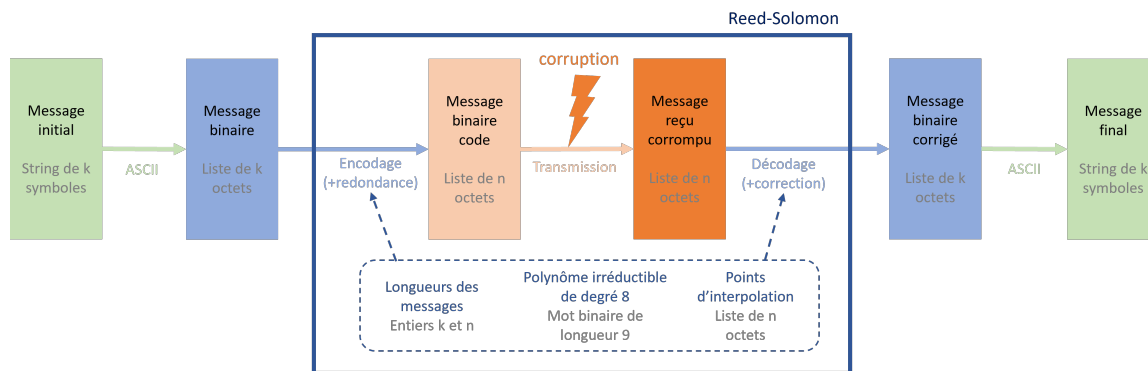 Reed-Solomon
Message
initial
String de k
symboles
ASCII
Message
binaire
Liste de k
octets
Encodage
(+redondance)
Message
binaire
code
Liste de n
octets
corruption
Transmission
Message
reçu
corrompu
Liste de n
octets
Décodage
(+correction)
Message
binaire
corrigé
Liste de k
octets
ASCII
Message
final
String de k
symboles
Longueurs des
messages
Entiers k et n
Polynôme irréductible
de degré 8
Mot binaire de
longueur 9
Points
d'interpolation
Liste de n
octets